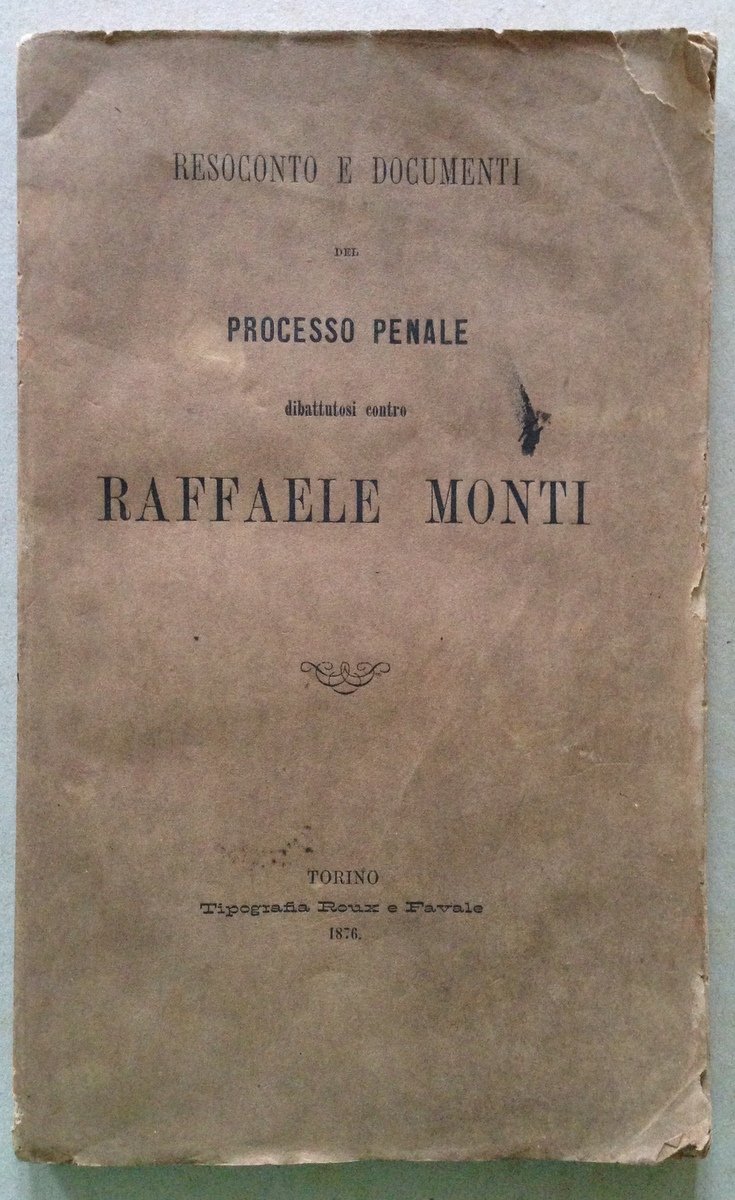 RESOCONTO E DOCUMENTI
DEL
PROCESSO PENALE
dibattutosi contro
RAFFAELE MONTI
TORINO
Tipografia Roux e Favale
1876.